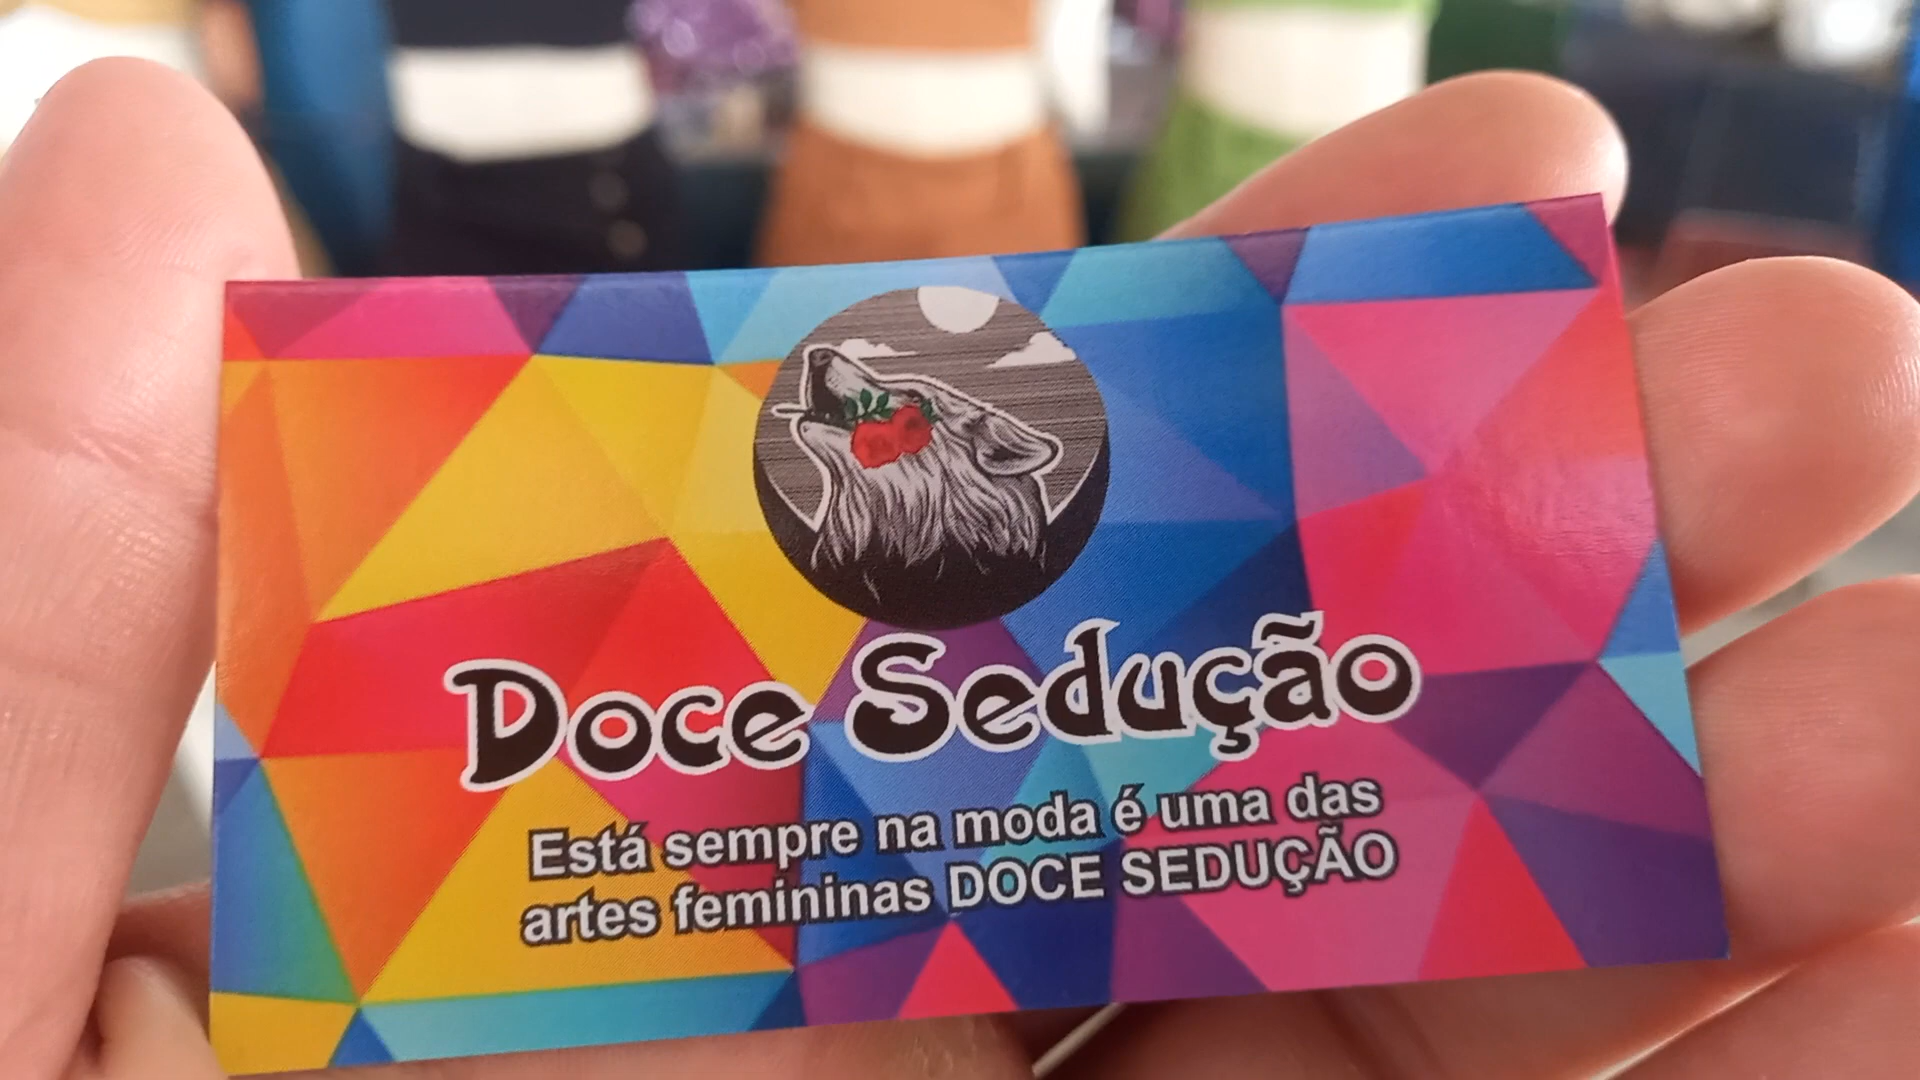 Doce Sedução
Está sempre na moda é uma das
artes femininas DOCE SEDUÇÃO